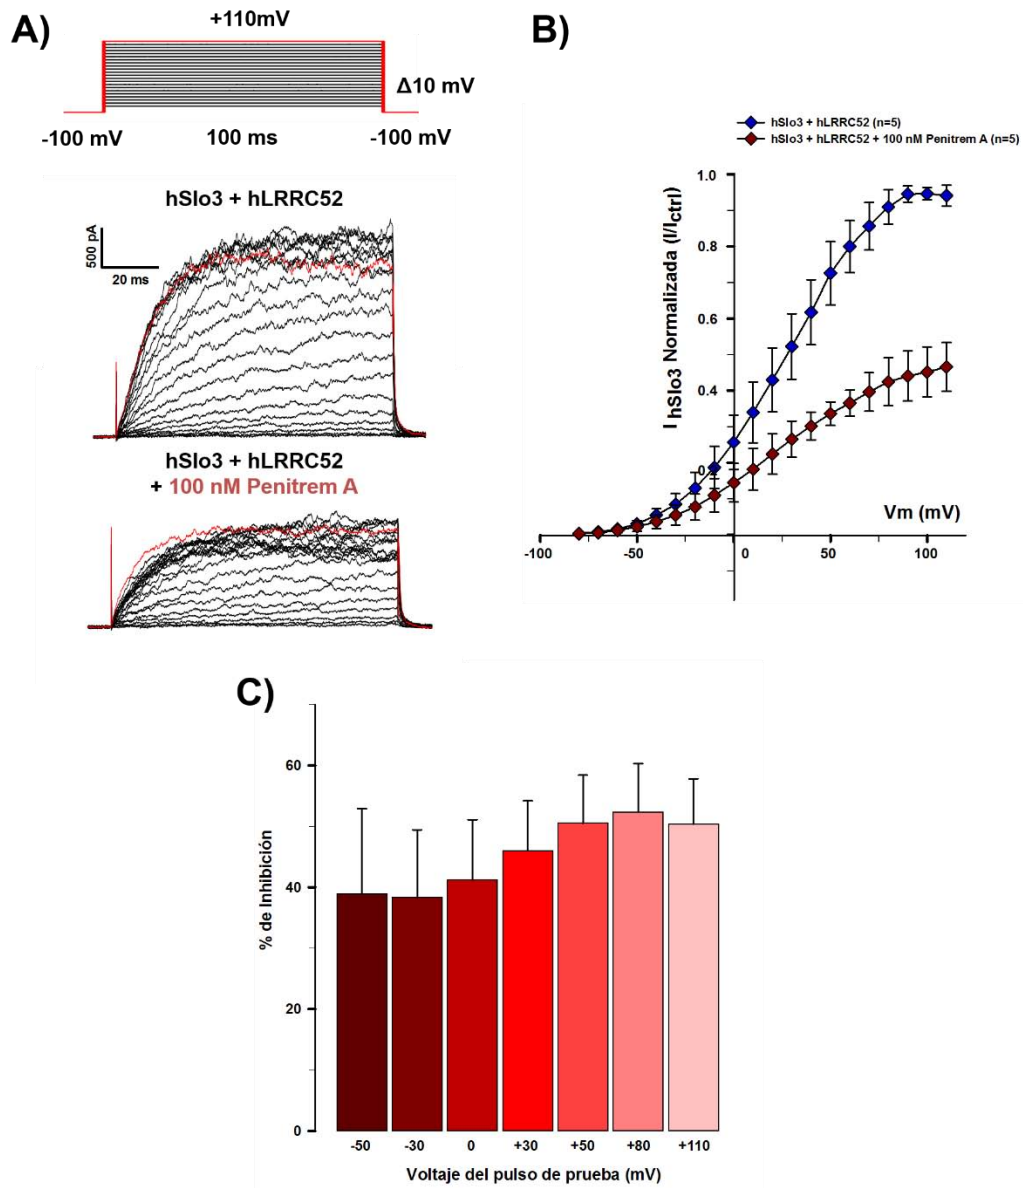 A)
+110mV
Δ10 mV
-100 mV
100 ms
-100 mV
hSlo3 + hLRRC52
500 pA
20 ms
hSlo3 + hLRRC52
+ 100 nM Penitrem A
B)
hSlo3 + hLRRC52 (n=5)
hSlo3 + hLRRC52 + 100 nM Penitrem A (n=5)
I hSlo3 Normalizada (I/Ictrl)
1.0
0.8
0.6
0.4
0
Vm (mV)
-100
-50
0
50
100
C)
% de Inhibición
60
40
20
0
-50
-30
0
+30
+50
+80
+110
Voltaje del pulso de prueba (mV)